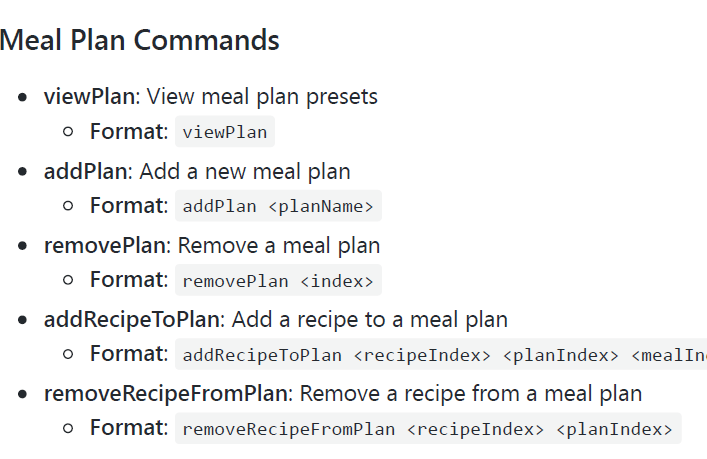 Meal Plan Commands
viewPlan: View meal plan presets
Format: viewPlan
addPlan: Add a new meal plan
Format: addPlan <planName>
removePlan: Remove a meal plan
Format: removePlan <index>
addRecipeToPlan: Add a recipe to a meal plan
Format: addRecipeToPlan <recipeIndex> <planIndex>
removeRecipeFromPlan: Remove a recipe from a meal plan
Format: removeRecipeFromPlan <recipeIndex> <planIndex>